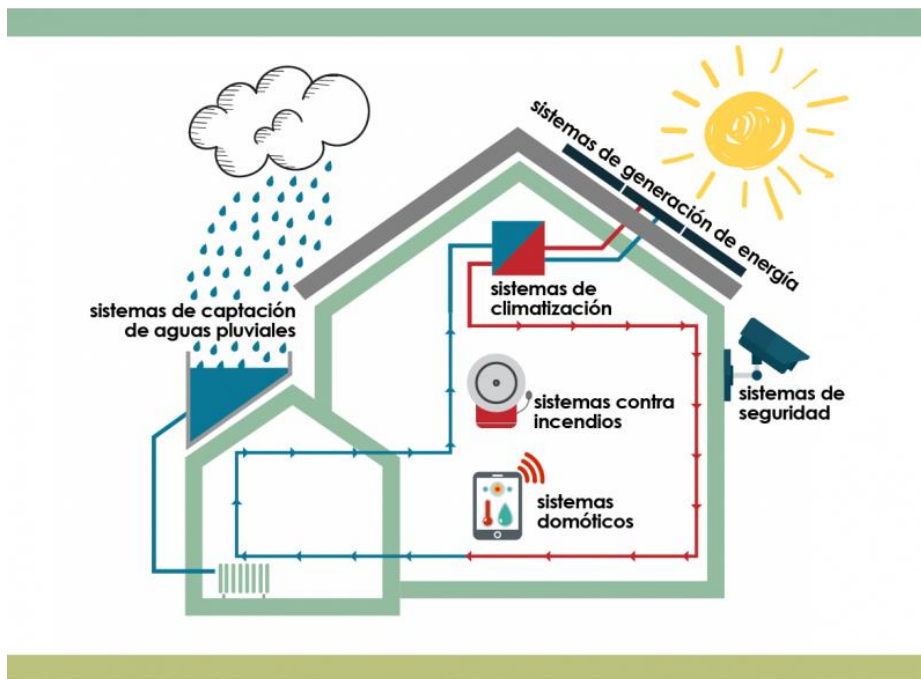 sistemas de generación de energía
sistemas de captación
de aguas pluviales
sistemas de
climatización
sistemas de
seguridad
sistemas contra
incendios
sistemas
domóticos